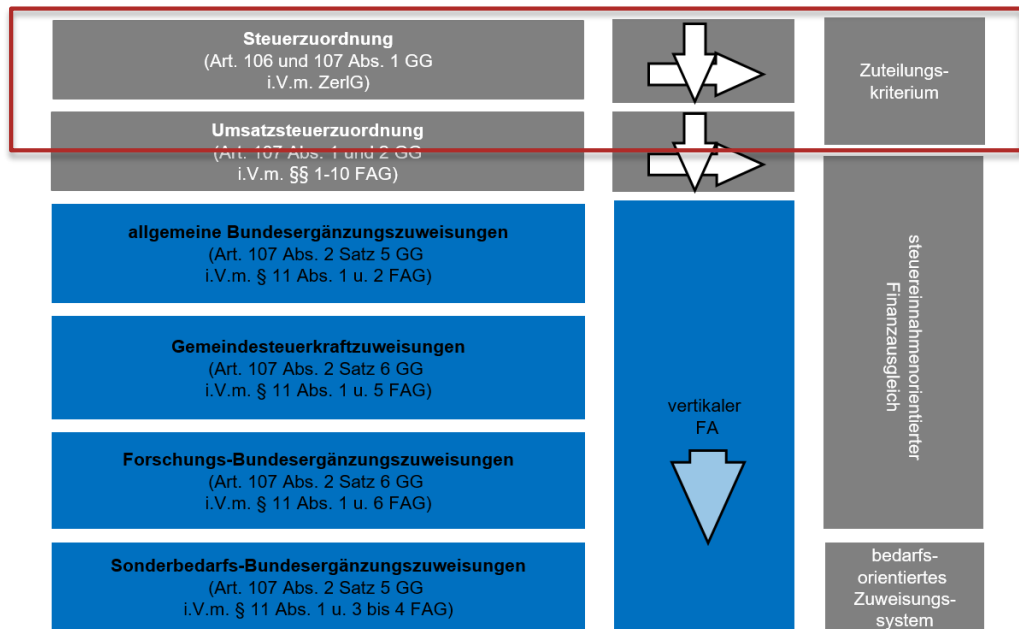 Steuerzuordnung
(Art. 106 und 107 Abs. 1 GG
i.V.m. ZerlG)
Zuteilungs-
kriterium
Umsatzsteuerzuordnung
(Art. 107 Abs. 1 und 2 GG
i.V.m. §§ 1-10 FAG)
allgemeine Bundesergänzungszuweisungen
(Art. 107 Abs. 2 Satz 5 GG
i.V.m. § 11 Abs. 1 u. 2 FAG)
Gemeindesteuerkraftzuweisungen
(Art. 107 Abs. 2 Satz 6 GG
i.V.m. § 11 Abs. 1 u. 5 FAG)
Forschungs-Bundesergänzungszuweisungen
(Art. 107 Abs. 2 Satz 6 GG
i.V.m. § 11 Abs. 1 u. 6 FAG)
Sonderbedarfs-Bundesergänzungszuweisungen
(Art. 107 Abs. 2 Satz 5 GG
i.V.m. § 11 Abs. 1 u. 3 bis 4 FAG)
vertikaler
FA
steuereinnahmenorientierter
Finanzausgleich
bedarfs-
orientiertes
Zuweisungs-
system